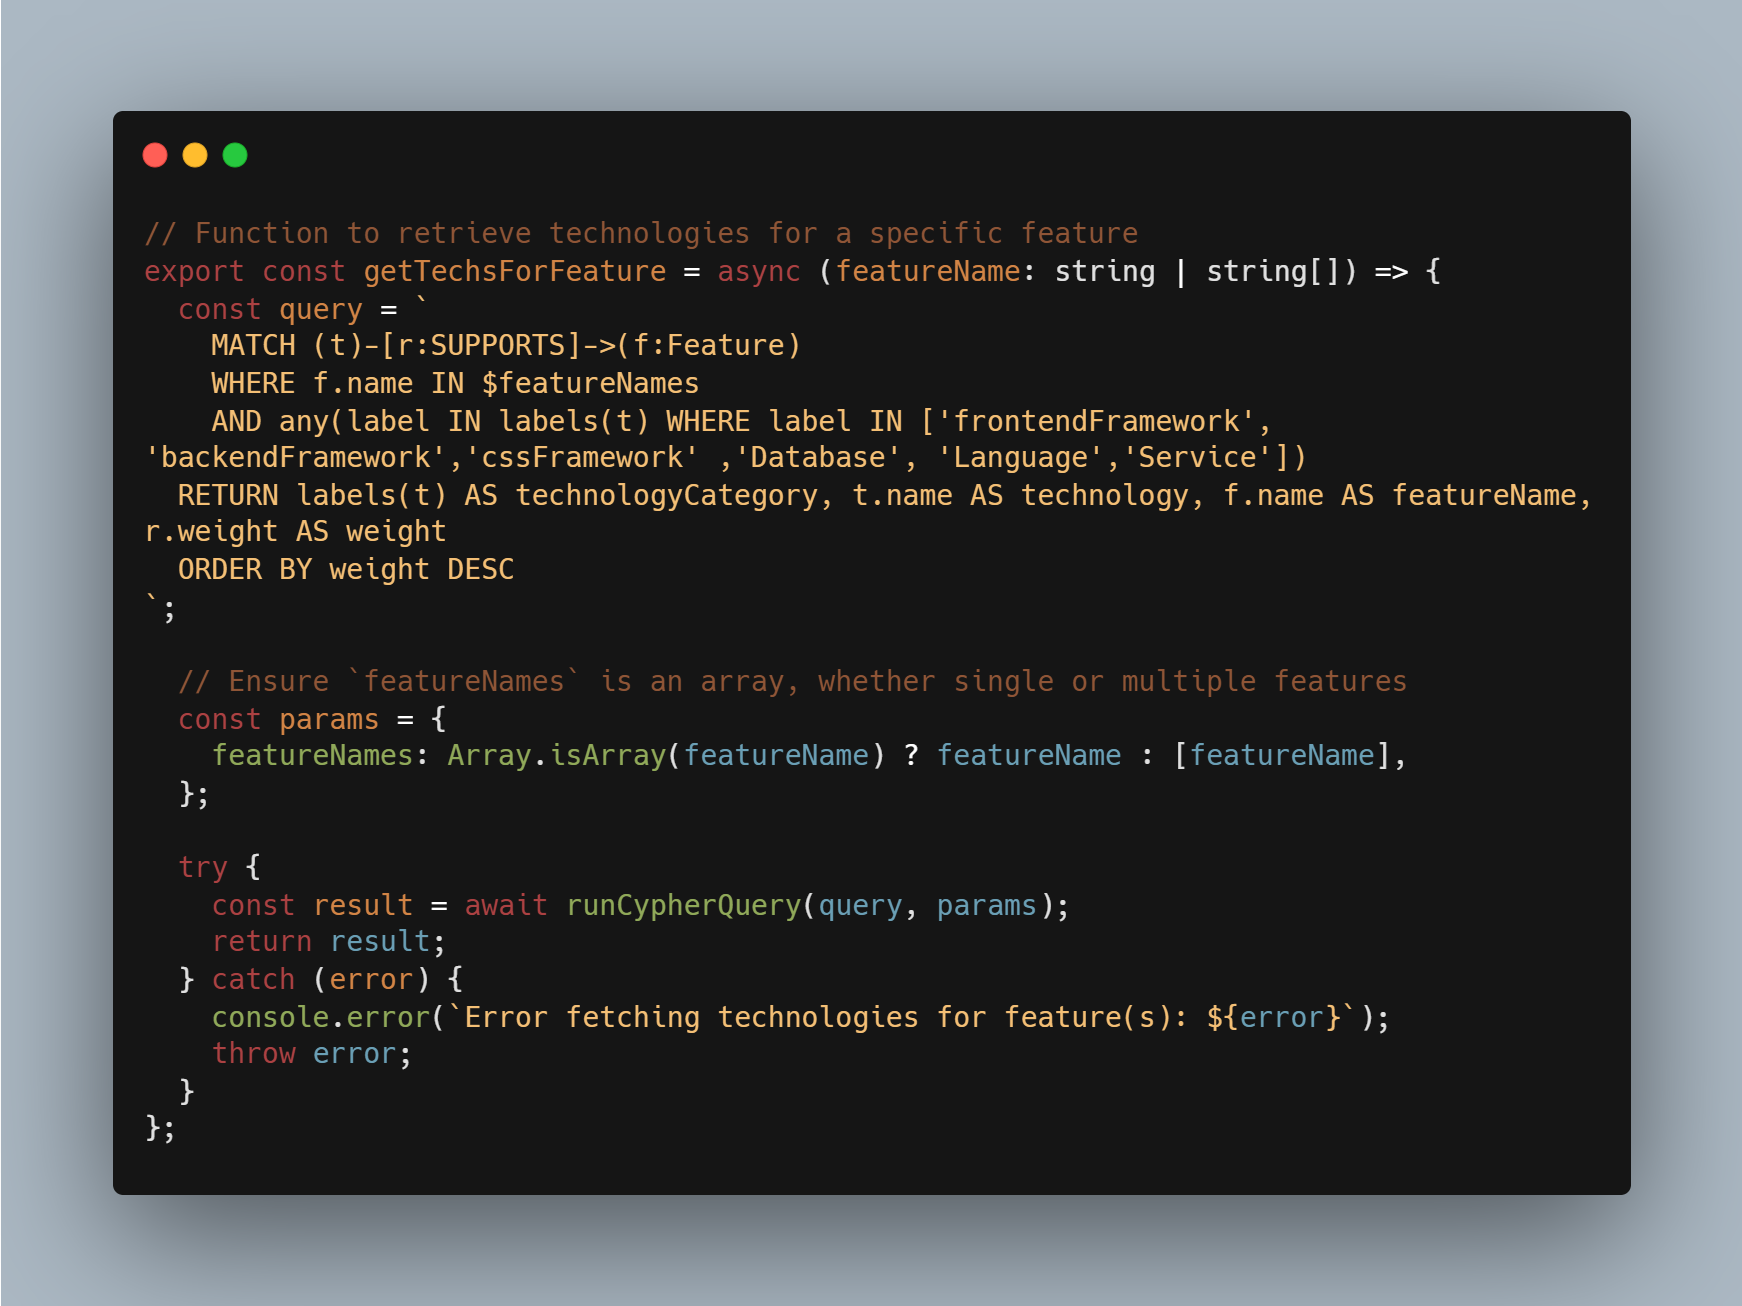 // Function to retrieve technologies for a specific feature
export const getTechsForFeature = async (featureName: string | string[]) => {
  const query = `
    MATCH (t)-[r:SUPPORTS]->(f:Feature)
    WHERE f.name IN $featureNames
    AND any(label IN labels(t) WHERE label IN ['frontendFramework',
'backendFramework','cssFramework' ,'Database', 'Language','Service'])
  RETURN labels(t) AS technologyCategory, t.name AS technology, f.name AS featureName,
r.weight AS weight
  ORDER BY weight DESC
`;

  // Ensure `featureNames` is an array, whether single or multiple features
  const params = {
    featureNames: Array.isArray(featureName) ? featureName : [featureName],
  };

  try {
    const result = await runCypherQuery(query, params);
    return result;
  } catch (error) {
    console.error(`Error fetching technologies for feature(s): ${error}`);
    throw error;
  }
};